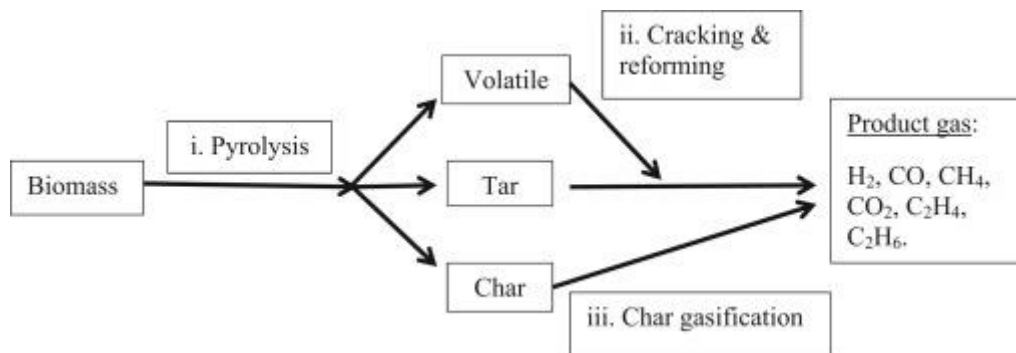 ii. Cracking &
reforming
Volatile
i. Pyrolysis
Product gas:
Biomass
Tar
H₂, CO, CH₄,
CO₂, C₂H₄,
C₂H₆.
Char
iii. Char gasification